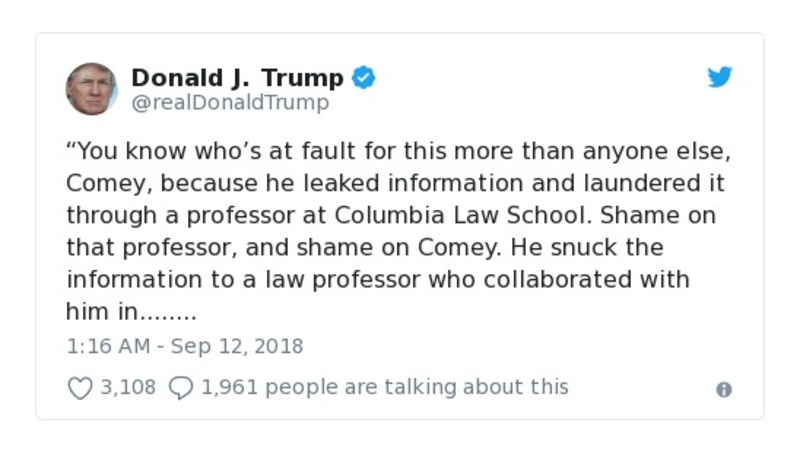 Donald J. Trump
@realDonaldTrump
“You know who’s at fault for this more than anyone else,
Comey, because he leaked information and laundered it
through a professor at Columbia Law School. Shame on
that professor, and shame on Comey. He snuck the
information to a law professor who collaborated with
him in........
1:16 AM - Sep 12, 2018
3,108 1,961 people are talking about this